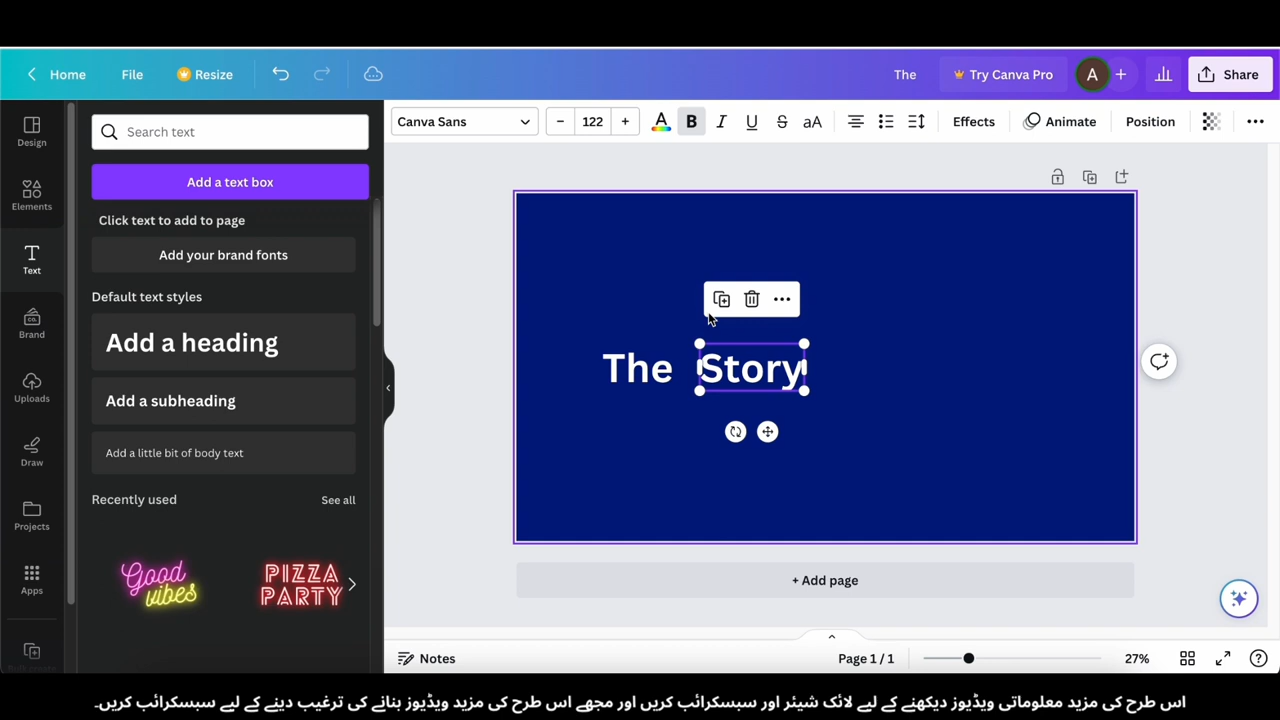 Home
File
Resize
The
Try Canva Pro
A
Share
Design
Elements
Text
Brand
Uploads
Draw
Projects
Apps
Search text
Add a text box
Click text to add to page
Add your brand fonts
Default text styles
Add a heading
Add a subheading
Add a little bit of body text
Recently used
See all
Good
vibes
PIZZA
PARTY
Canva Sans
122
A
B
I
U
S
aA
Effects
Animate
Position
The Story
+ Add page
Notes
Page 1 / 1
27%
اس طرح کی مزید معلوماتی ویڈیوز دیکھنے کے لیے لائک شیئر اور سبسکرائب کریں اور مجھے اس طرح کی مزید ویڈیوز بنانے کی ترغیب دینے کے لیے سبسکرائب کریں۔